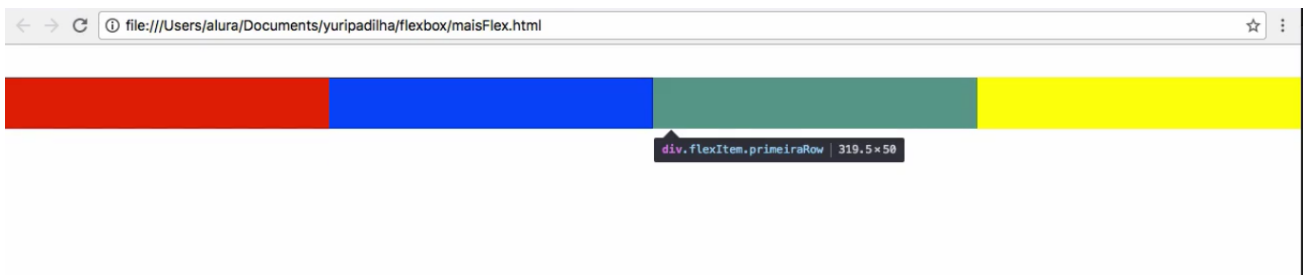 file:///Users/alura/Documents/yuripadilha/flexbox/maisFlex.html
div.flexItem.primeiraRow | 319.5×50